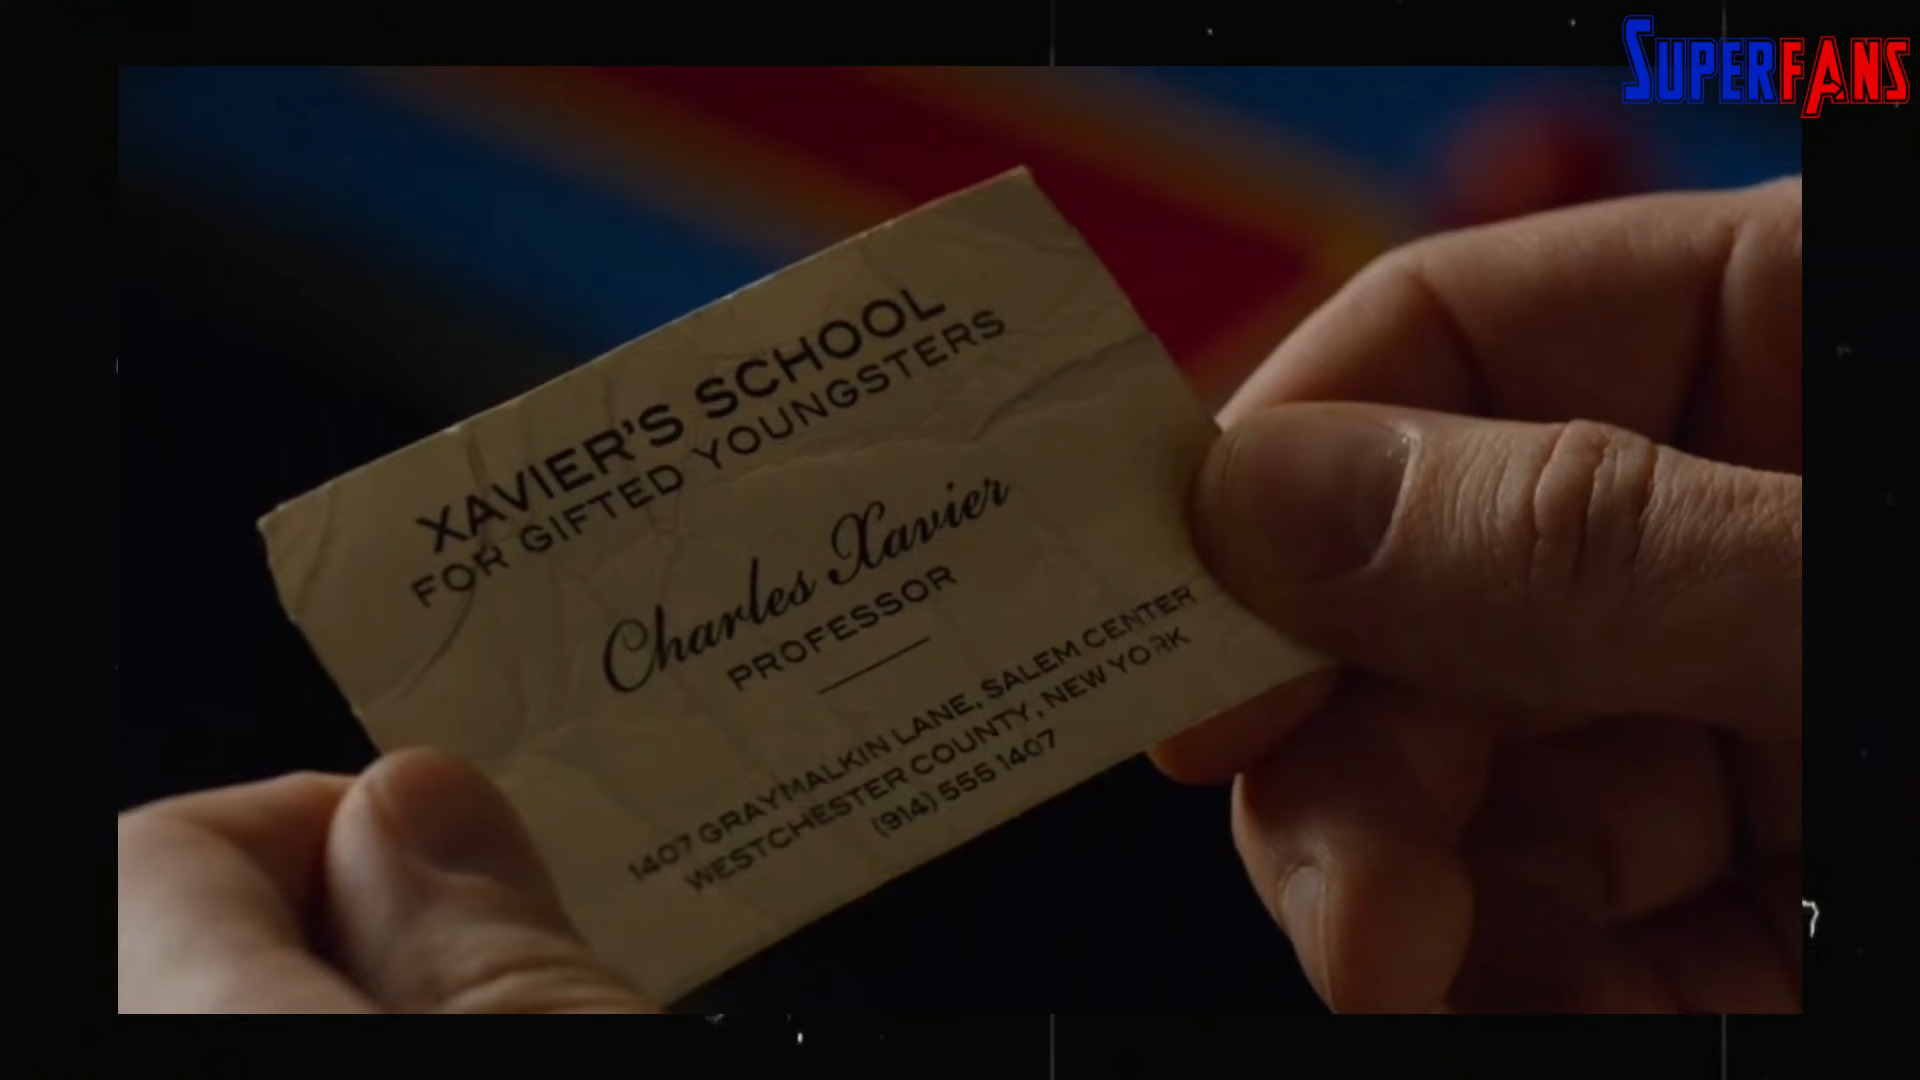 SUPERFANS
XAVIER'S SCHOOL
FOR GIFTED YOUNGSTERS
Charles Xavier
PROFESSOR
1407 GRAYMALKIN LANE, SALEM CENTER
WESTCHESTER COUNTY, NEW YORK
(914) 555 1407